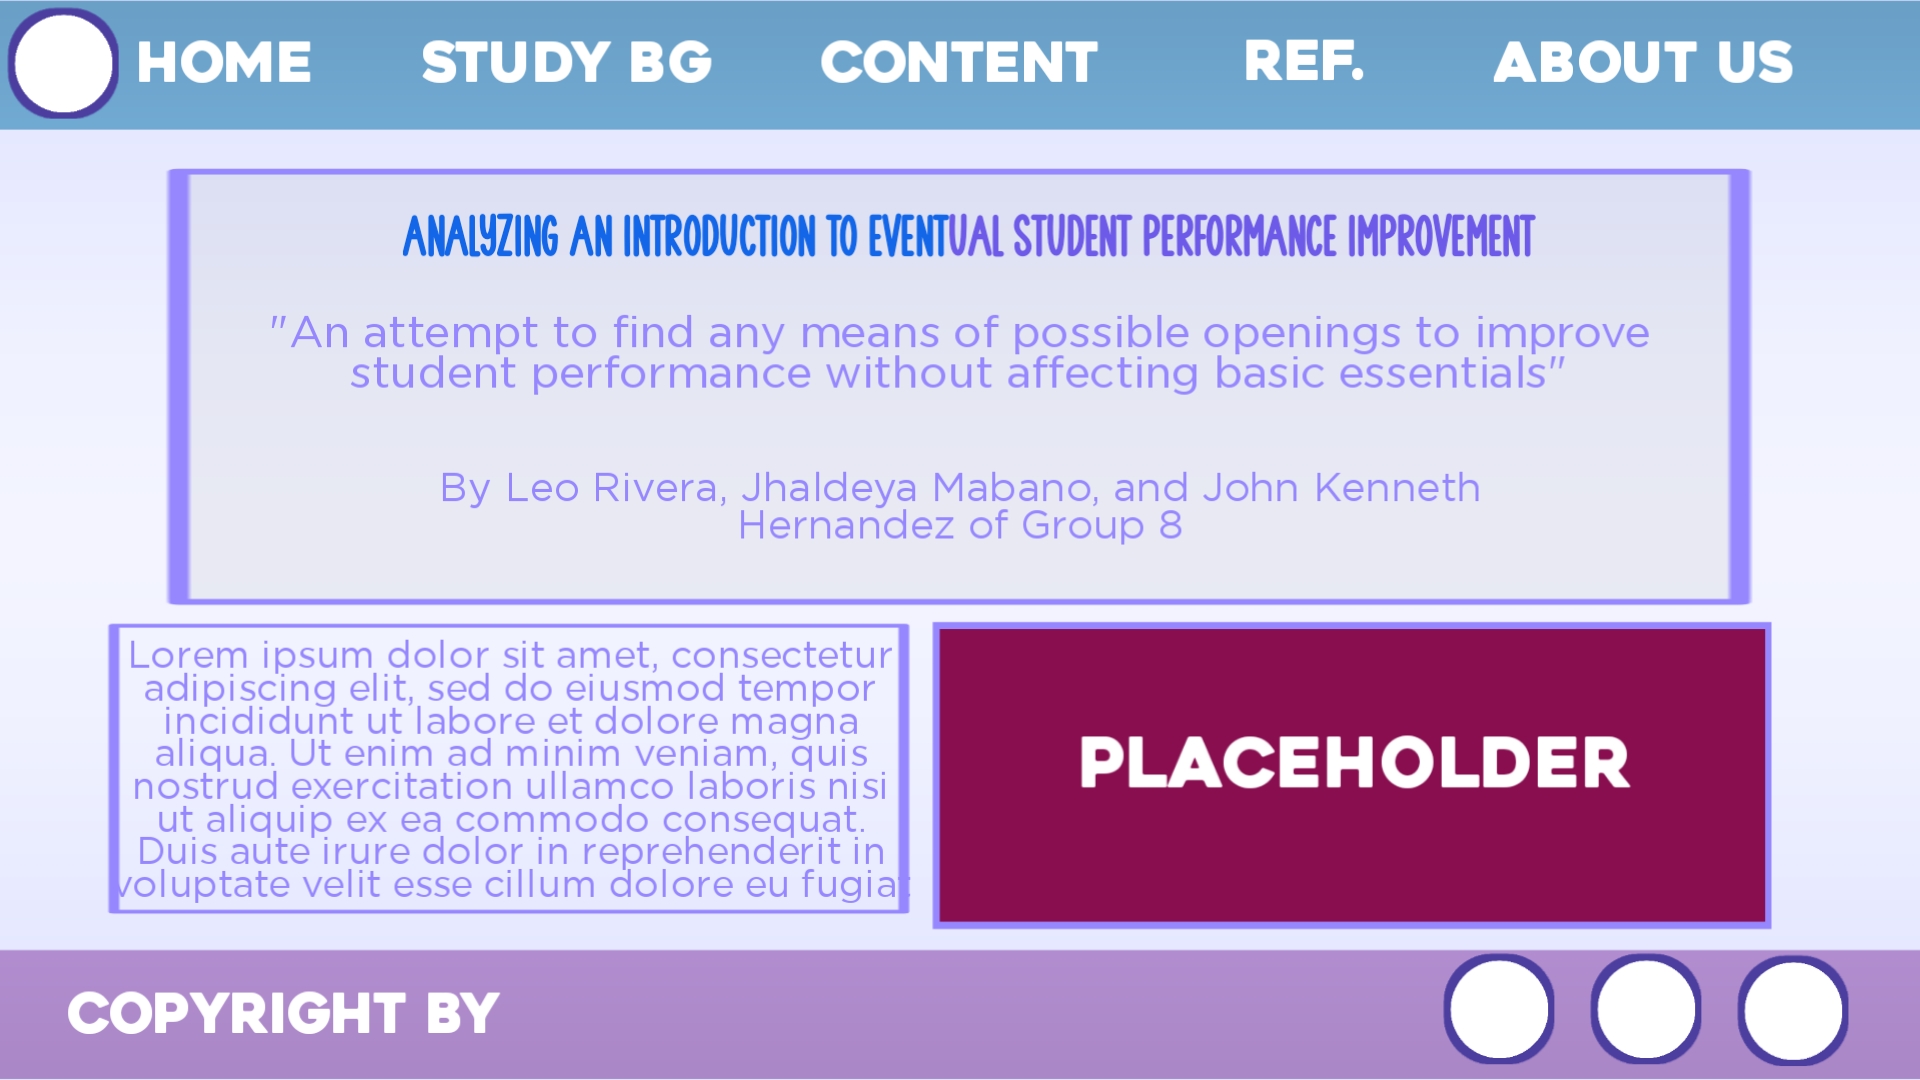 HOME STUDY BG CONTENT REF. ABOUT US
ANALYZING AN INTRODUCTION TO EVENTUAL STUDENT PERFORMANCE IMPROVEMENT
"An attempt to find any means of possible openings to improve
student performance without affecting basic essentials"
By Leo Rivera, Jhaldeya Mabano, and John Kenneth
Hernandez of Group 8
Lorem ipsum dolor sit amet, consectetur
adipiscing elit, sed do eiusmod tempor
incididunt ut labore et dolore magna
aliqua. Ut enim ad minim veniam, quis
nostrud exercitation ullamco laboris nisi
ut aliquip ex ea commodo consequat.
Duis aute irure dolor in reprehenderit in
voluptate velit esse cillum dolore eu fugiat
PLACEHOLDER
COPYRIGHT BY